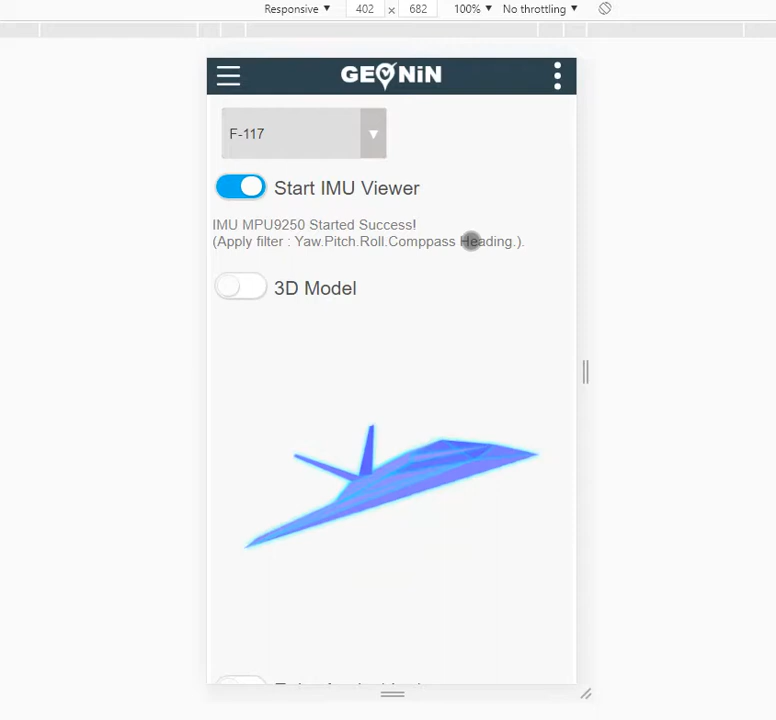 Responsive ▼ 402 x 682 100% ▼ No throttling ▼
GEONiN
F-117
Start IMU Viewer
IMU MPU9250 Started Success!
(Apply filter : Yaw.Pitch.Roll.Comppass Heading.).
3D Model